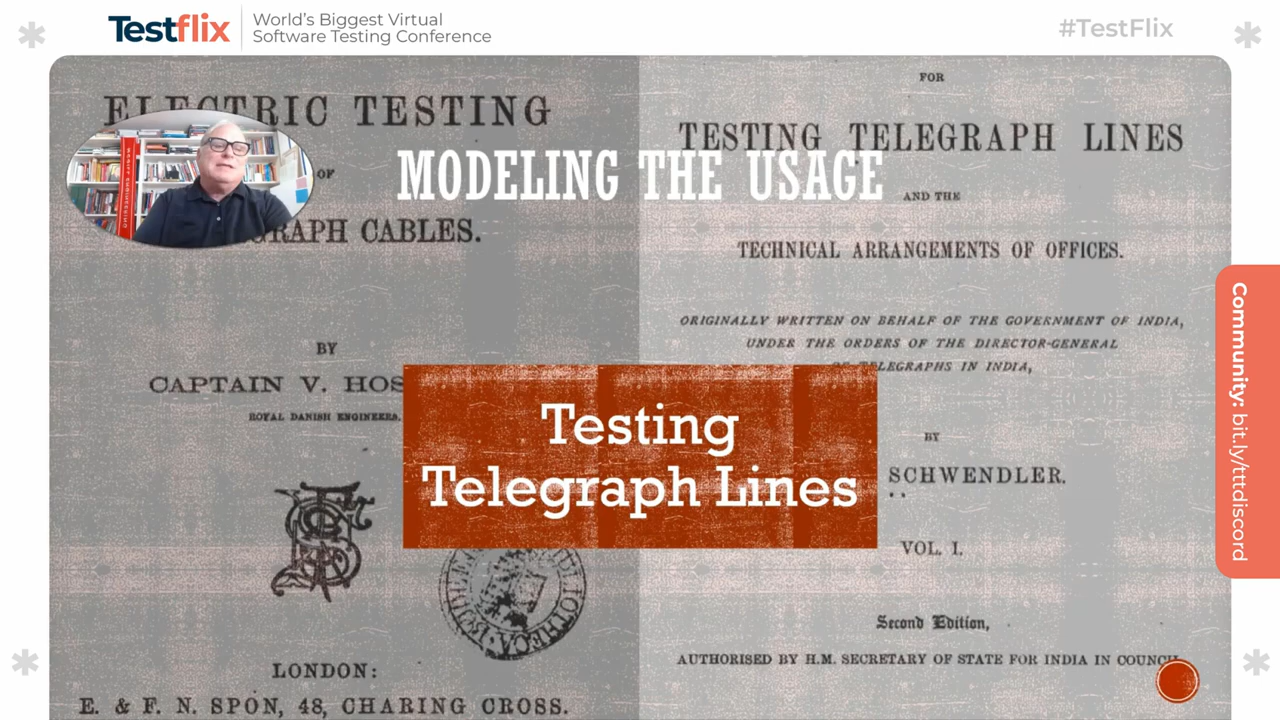 Testflix
World's Biggest Virtual
Software Testing Conference
#TestFlix
ELECTRIC TESTING
OF
GRAPH CABLES.
BY
CAPTAIN V. HOS
ROYAL DANISH ENGINEERS.
LONDON:
E. & F. N. SPON, 48, CHARING CROSS.
MODELING THE USAGE
Testing
Telegraph Lines
FOR
TESTING TELEGRAPH LINES
AND THE
TECHNICAL ARRANGEMENTS OF OFFICES.
ORIGINALLY WRITTEN ON BEHALF OF THE GOVERNMENT OF INDIA,
UNDER THE ORDERS OF THE DIRECTOR-GENERAL
OF TELEGRAPHS IN INDIA,
BY
SCHWENDLER.
VOL. I.
Second Edition,
AUTHORISED BY H.M. SECRETARY OF STATE FOR INDIA IN COUNCIL
Community: bit.ly/ttdiscord